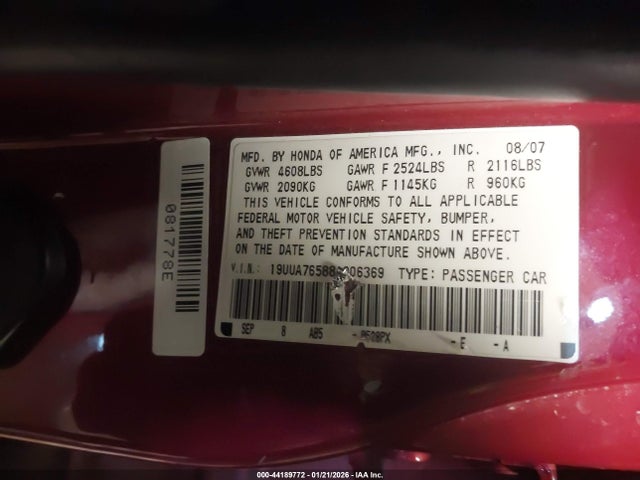 MFD. BY HONDA OF AMERICA MFG., INC. 08/07
GVWR 4608LBS GAWR F 2524LBS R 2116LBS
GVWR 2090KG GAWR F 1145KG R 960KG
THIS VEHICLE CONFORMS TO ALL APPLICABLE
FEDERAL MOTOR VEHICLE SAFETY, BUMPER,
AND THEFT PREVENTION STANDARDS IN EFFECT
ON THE DATE OF MANUFACTURE SHOWN ABOVE.
V.I.N.: TYPE: PASSENGER CAR
SEP 8 AB5 - E - A
081778E
000-44189772 - 01/21/2026 - IAA Inc.